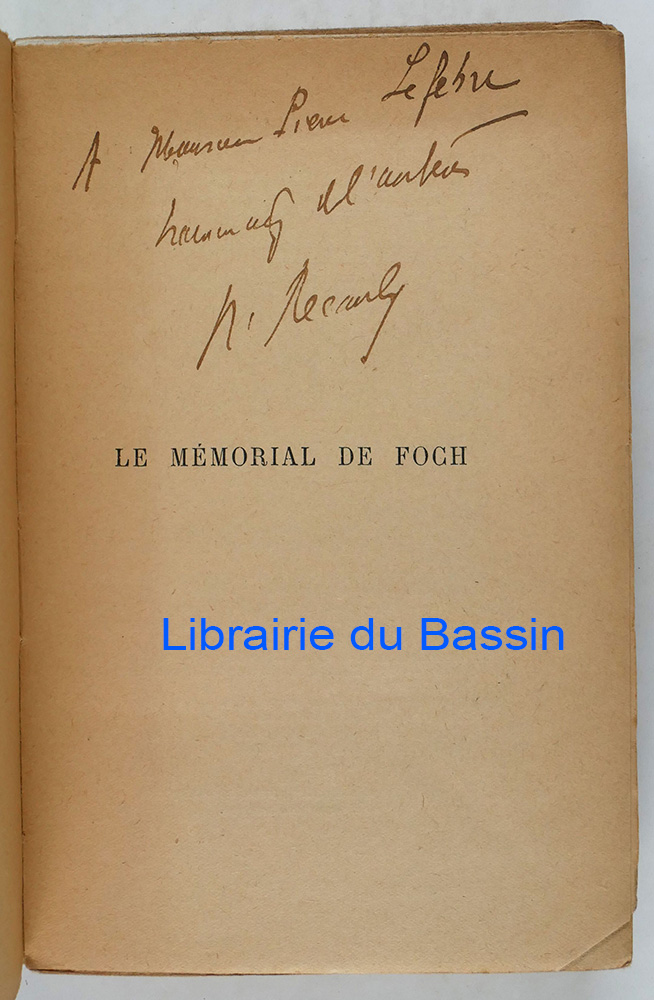 A Monsieur Pierre Lefebre
hommage de l'auteur
R. Recouly
LE MÉMORIAL DE FOCH
Librairie du Bassin